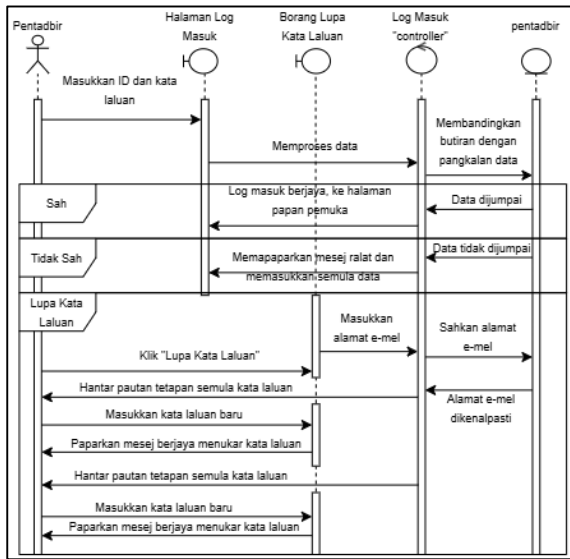 Pentadbir
Halaman Log
Masuk
Borang Lupa
Kata Laluan
Log Masuk
"controller"
pentadbir
Masukkan ID dan kata
laluan
Memproses data
Membandingkan
butiran dengan
pangkalan data
Sah
Log masuk berjaya, ke halaman
papan pemuka
Data dijumpai
Tidak Sah
Memapaparkan mesej ralat dan
memasukkan semula data
Data tidak dijumpai
Lupa Kata
Laluan
Masukkan
alamat e-mel
Sahkan alamat
e-mel
Klik "Lupa Kata Laluan"
Hantar pautan tetapan semula kata laluan
Alamat e-mel
dikenalpasti
Masukkan kata laluan baru
Paparkan mesej berjaya menukar kata laluan
Hantar pautan tetapan semula kata laluan
Masukkan kata laluan baru
Paparkan mesej berjaya menukar kata laluan